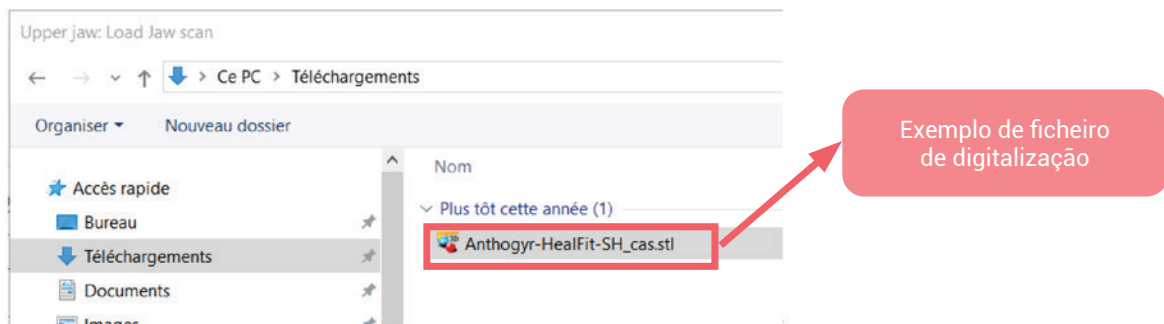 Upper jaw: Load Jaw scan
Ce PC > Téléchargements
Organiser Nouveau dossier
Nom
Accès rapide
Plus tôt cette année (1)
Bureau
Anthogyr-HealFit-SH_cas.stl
Téléchargements
Documents
Images
Exemplo de ficheiro
de digitalização